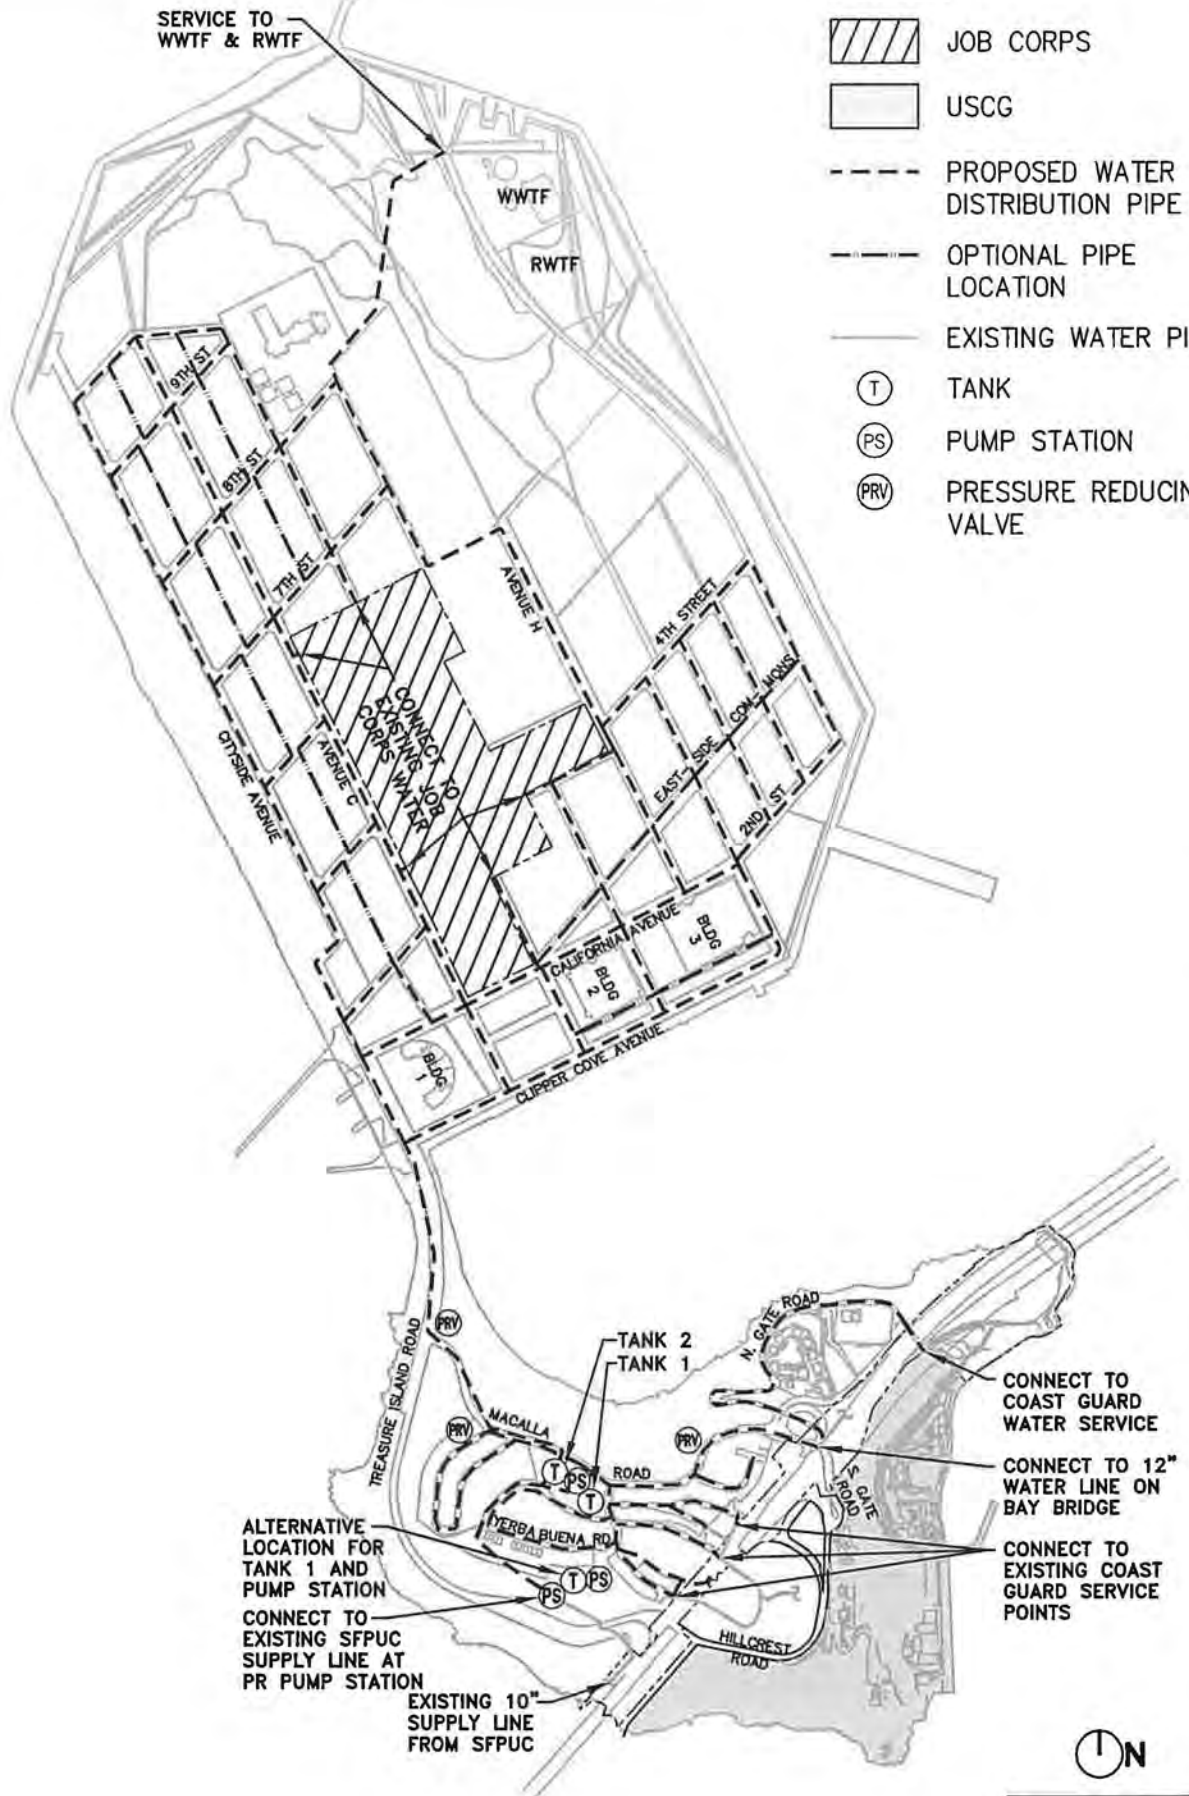 SERVICE TO
WWTF & RWTF
JOB CORPS
USCG
PROPOSED WATER
DISTRIBUTION PIPE
OPTIONAL PIPE
LOCATION
EXISTING WATER PI
T
TANK
PS
PUMP STATION
PRV
PRESSURE REDUCIN
VALVE
WWTF
RWTF
9TH ST
8TH ST
7TH ST
AVENUE H
4TH STREET
EAST SIDE COMMONS
2ND ST
CONNECT TO
EXISTING JOB
CORPS WATER
CITYSIDE AVENUE
AVENUE C
CALIFORNIA AVENUE
BLDG
3
BLDG
2
BLDG
1
CLIPPER COVE AVENUE
PRV
TREASURE ISLAND ROAD
TANK 2
TANK 1
N. GATE ROAD
PRV
MACALLA
ROAD
PRV
T
PS
T
YERBA BUENA RD
S. GATE
ROAD
CONNECT TO
COAST GUARD
WATER SERVICE
CONNECT TO 12"
WATER LINE ON
BAY BRIDGE
CONNECT TO
EXISTING COAST
GUARD SERVICE
POINTS
ALTERNATIVE
LOCATION FOR
TANK 1 AND
PUMP STATION
T
PS
PS
CONNECT TO
EXISTING SFPUC
SUPPLY LINE AT
PR PUMP STATION
HILLCREST
ROAD
EXISTING 10"
SUPPLY LINE
FROM SFPUC
N